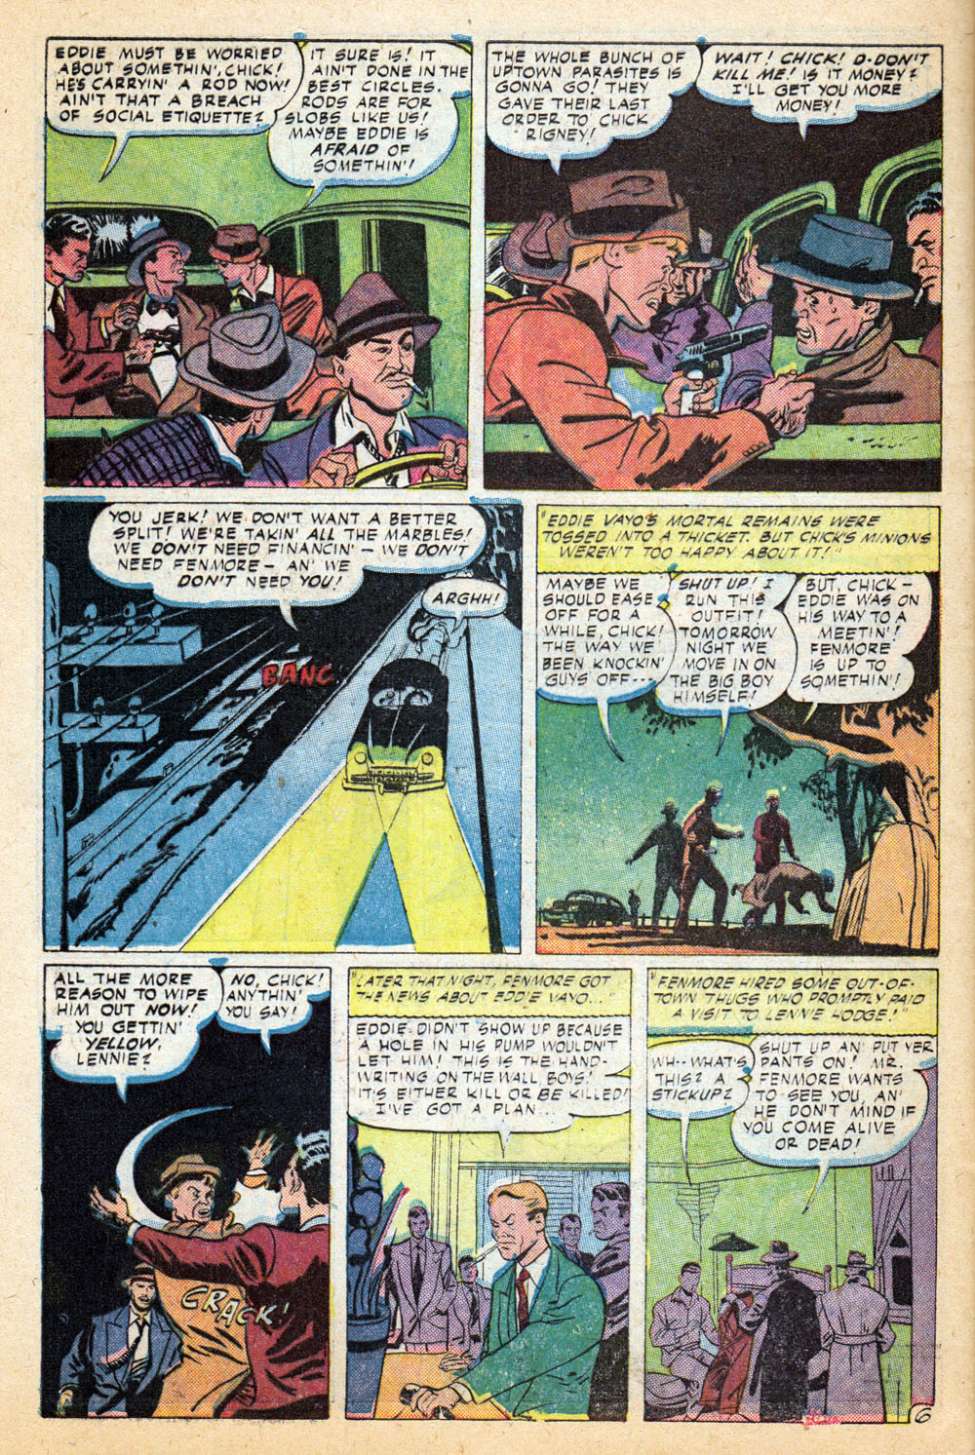 EDDIE MUST BE WORRIED
ABOUT SOMETHIN', CHICK!
HE'S CARRYIN' A ROD NOW!
AIN'T THAT A BREACH
OF SOCIAL ETIQUETTE?
IT SURE IS! IT
AIN'T DONE IN THE
BEST CIRCLES.
RODS ARE FOR
SLOBS LIKE US!
MAYBE EDDIE IS
AFRAID OF
SOMETHIN'!
THE WHOLE BUNCH OF
UPTOWN PARASITES IS
GONNA GO! THEY
GAVE THEIR LAST
ORDER TO CHICK
RIGNEY!
WAIT! CHICK! D-DON'T
KILL ME! IS IT MONEY?
I'LL GET YOU MORE
MONEY!
YOU JERK! WE DON'T WANT A BETTER
SPLIT! WE'RE TAKIN' ALL THE MARBLES!
WE DON'T NEED FINANCIN' - WE DON'T
NEED FENMORE - AN' WE
DON'T NEED YOU!
ARGHH!
BANG
"EDDIE VAYO'S MORTAL REMAINS WERE
TOSSED INTO A THICKET. BUT CHICK'S MINIONS
WEREN'T TOO HAPPY ABOUT IT!"
MAYBE WE
SHOULD EASE
OFF FOR A
WHILE, CHICK!
THE WAY WE
BEEN KNOCKIN'
GUYS OFF---
SHUT UP! I
RUN THIS
OUTFIT!
TOMORROW
NIGHT WE
MOVE IN ON
THE BIG BOY
HIMSELF!
BUT, CHICK -
EDDIE WAS ON
HIS WAY TO A
MEETIN'!
FENMORE
IS UP TO
SOMETHIN'!
ALL THE MORE
REASON TO WIPE
HIM OUT NOW!
YOU GETTIN'
YELLOW,
LENNIE?
NO, CHICK!
ANYTHIN'
YOU SAY!
CRACK!
"LATER THAT NIGHT, FENMORE GOT
THE NEWS ABOUT EDDIE VAYO..."
EDDIE DIDN'T SHOW UP BECAUSE
A HOLE IN HIS PUMP WOULDN'T
LET HIM! THIS IS THE HAND-
WRITING ON THE WALL, BOYS!
IT'S EITHER KILL OR BE KILLED!
I'VE GOT A PLAN...
"FENMORE HIRED SOME OUT-OF-
TOWN THUGS WHO PROMPTLY PAID
A VISIT TO LENNIE HODGE!"
WH--WHAT'S
THIS? A
STICKUP?
SHUT UP AN' PUT YER
PANTS ON! MR.
FENMORE WANTS
TO SEE YOU, AN'
HE DON'T MIND IF
YOU COME ALIVE
OR DEAD!
6